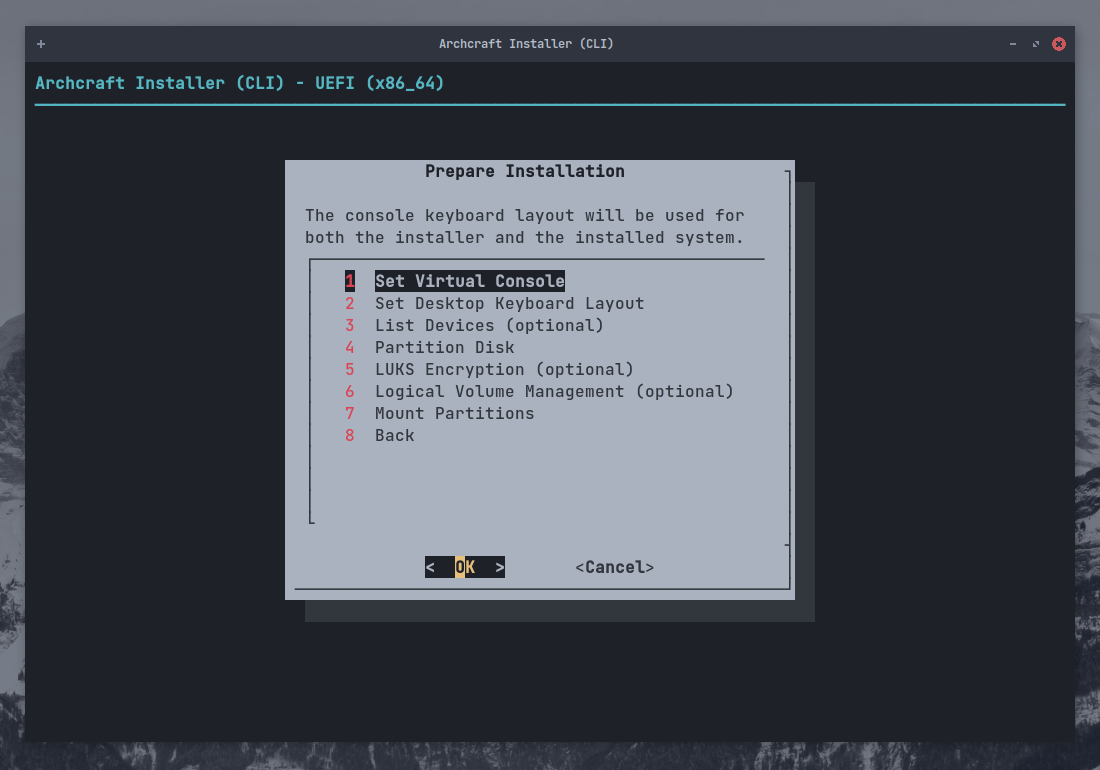 Archcraft Installer (CLI)
Archcraft Installer (CLI) - UEFI (x86_64)
Prepare Installation
The console keyboard layout will be used for
both the installer and the installed system.
1 Set Virtual Console
2 Set Desktop Keyboard Layout
3 List Devices (optional)
4 Partition Disk
5 LUKS Encryption (optional)
6 Logical Volume Management (optional)
7 Mount Partitions
8 Back
< OK > <Cancel>